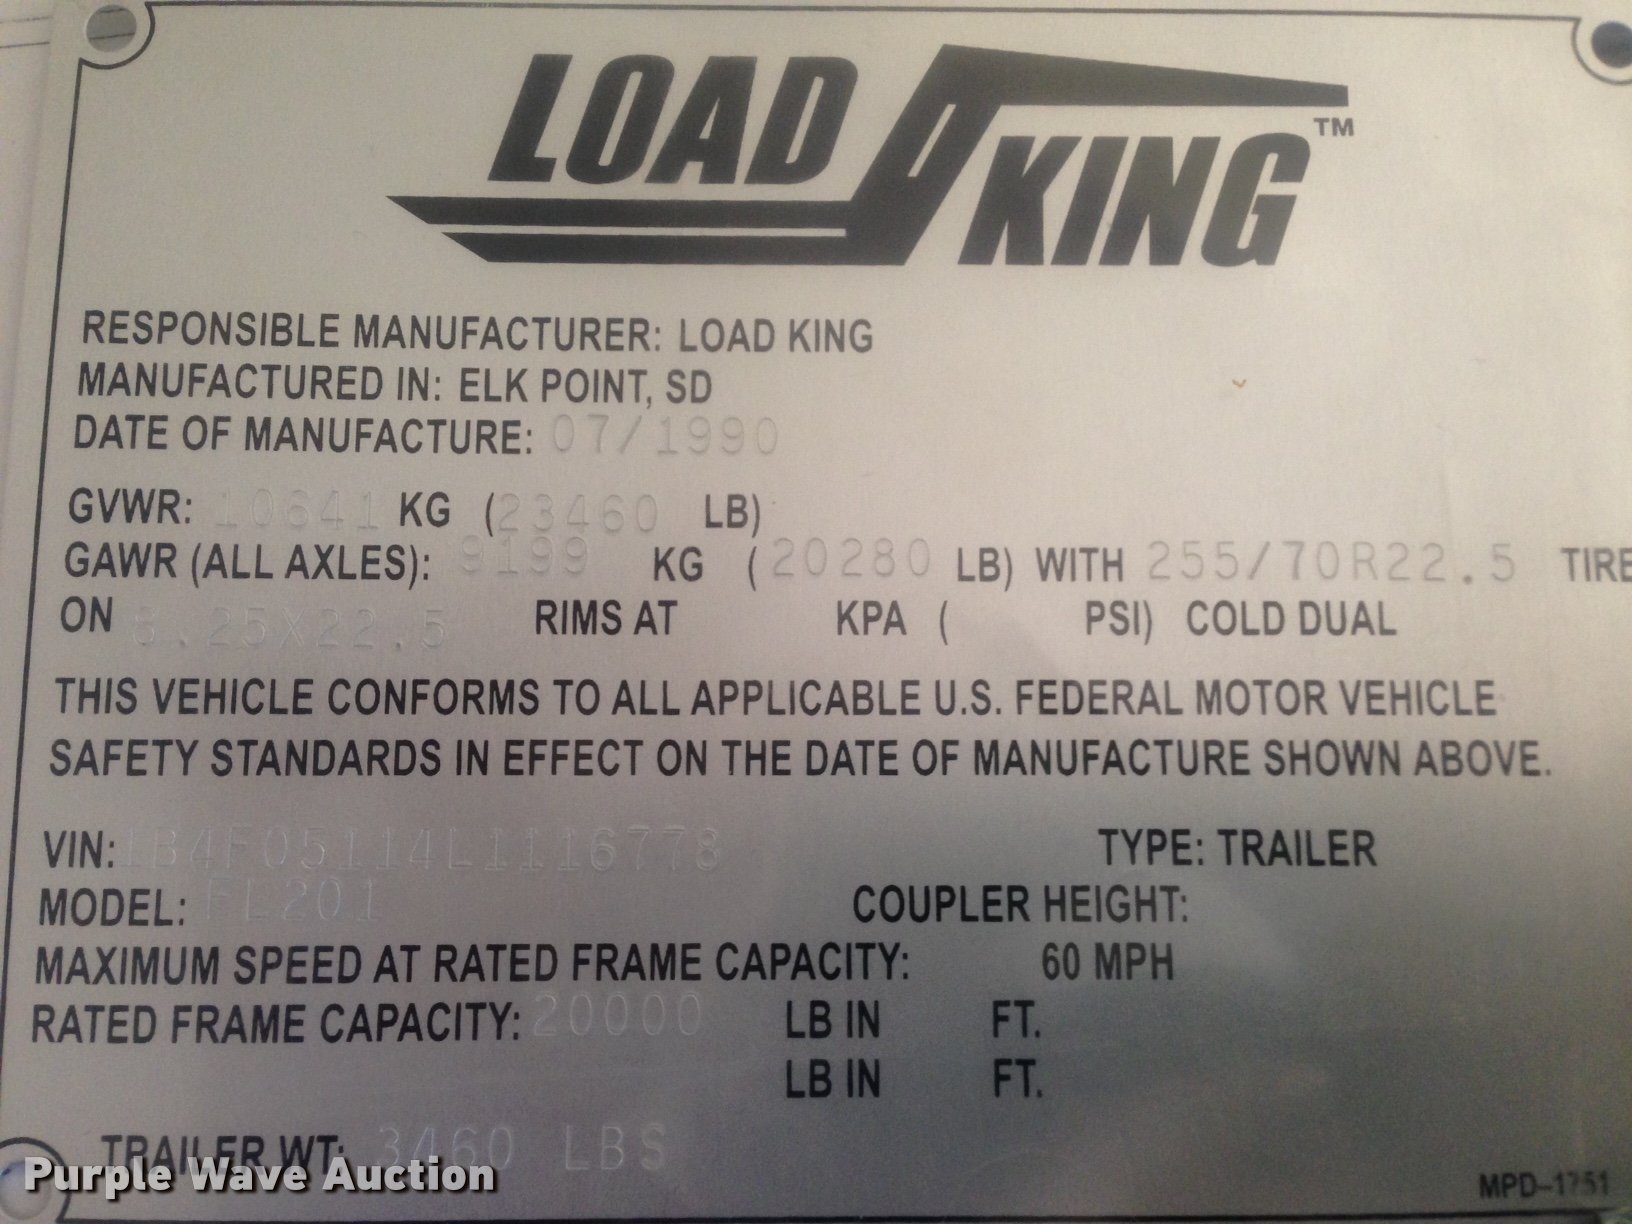 LOAD KING™
RESPONSIBLE MANUFACTURER: LOAD KING
MANUFACTURED IN: ELK POINT, SD
DATE OF MANUFACTURE: 07/1990
GVWR: 10641 KG (23460 LB)
GAWR (ALL AXLES): 9199 KG (20280 LB) WITH 255/70R22.5 TIRE
ON 8.25X22.5 RIMS AT KPA ( PSI) COLD DUAL
THIS VEHICLE CONFORMS TO ALL APPLICABLE U.S. FEDERAL MOTOR VEHICLE
SAFETY STANDARDS IN EFFECT ON THE DATE OF MANUFACTURE SHOWN ABOVE.
VIN: 1B4F05114L1116778 TYPE: TRAILER
MODEL: FL201 COUPLER HEIGHT:
MAXIMUM SPEED AT RATED FRAME CAPACITY: 60 MPH
RATED FRAME CAPACITY: 20000 LB IN FT.
LB IN FT.
TRAILER WT: 3460 LBS
Purple Wave Auction
MPD-1751